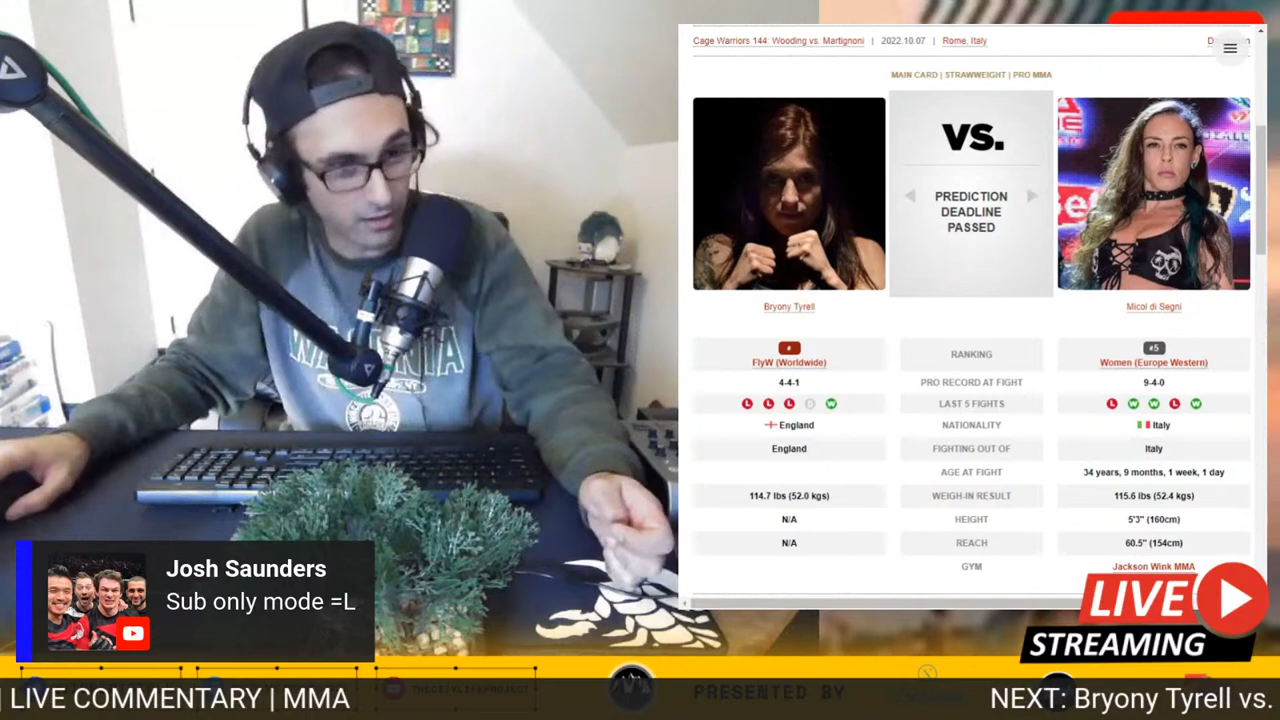 Cage Warriors 144: Wooding vs. Martignoni | 2022.10.07 | Rome, Italy
MAIN CARD | STRAWWEIGHT | PRO MMA
VS.
PREDICTION
DEADLINE
PASSED
Bryony Tyrell
Micol di Segni
# RANKING #5
FlyW (Worldwide) Women (Europe Western)
4-4-1 PRO RECORD AT FIGHT 9-4-0
L L L D W LAST 5 FIGHTS L W W L W
England NATIONALITY Italy
England FIGHTING OUT OF Italy
AGE AT FIGHT 34 years, 9 months, 1 week, 1 day
114.7 lbs (52.0 kgs) WEIGH-IN RESULT 115.6 lbs (52.4 kgs)
N/A HEIGHT 5'3" (160cm)
N/A REACH 60.5" (154cm)
GYM Jackson Wink MMA
Josh Saunders
Sub only mode =L
LIVE
STREAMING
PRESENTED BY
| LIVE COMMENTARY | MMA
NEXT: Bryony Tyrell vs.